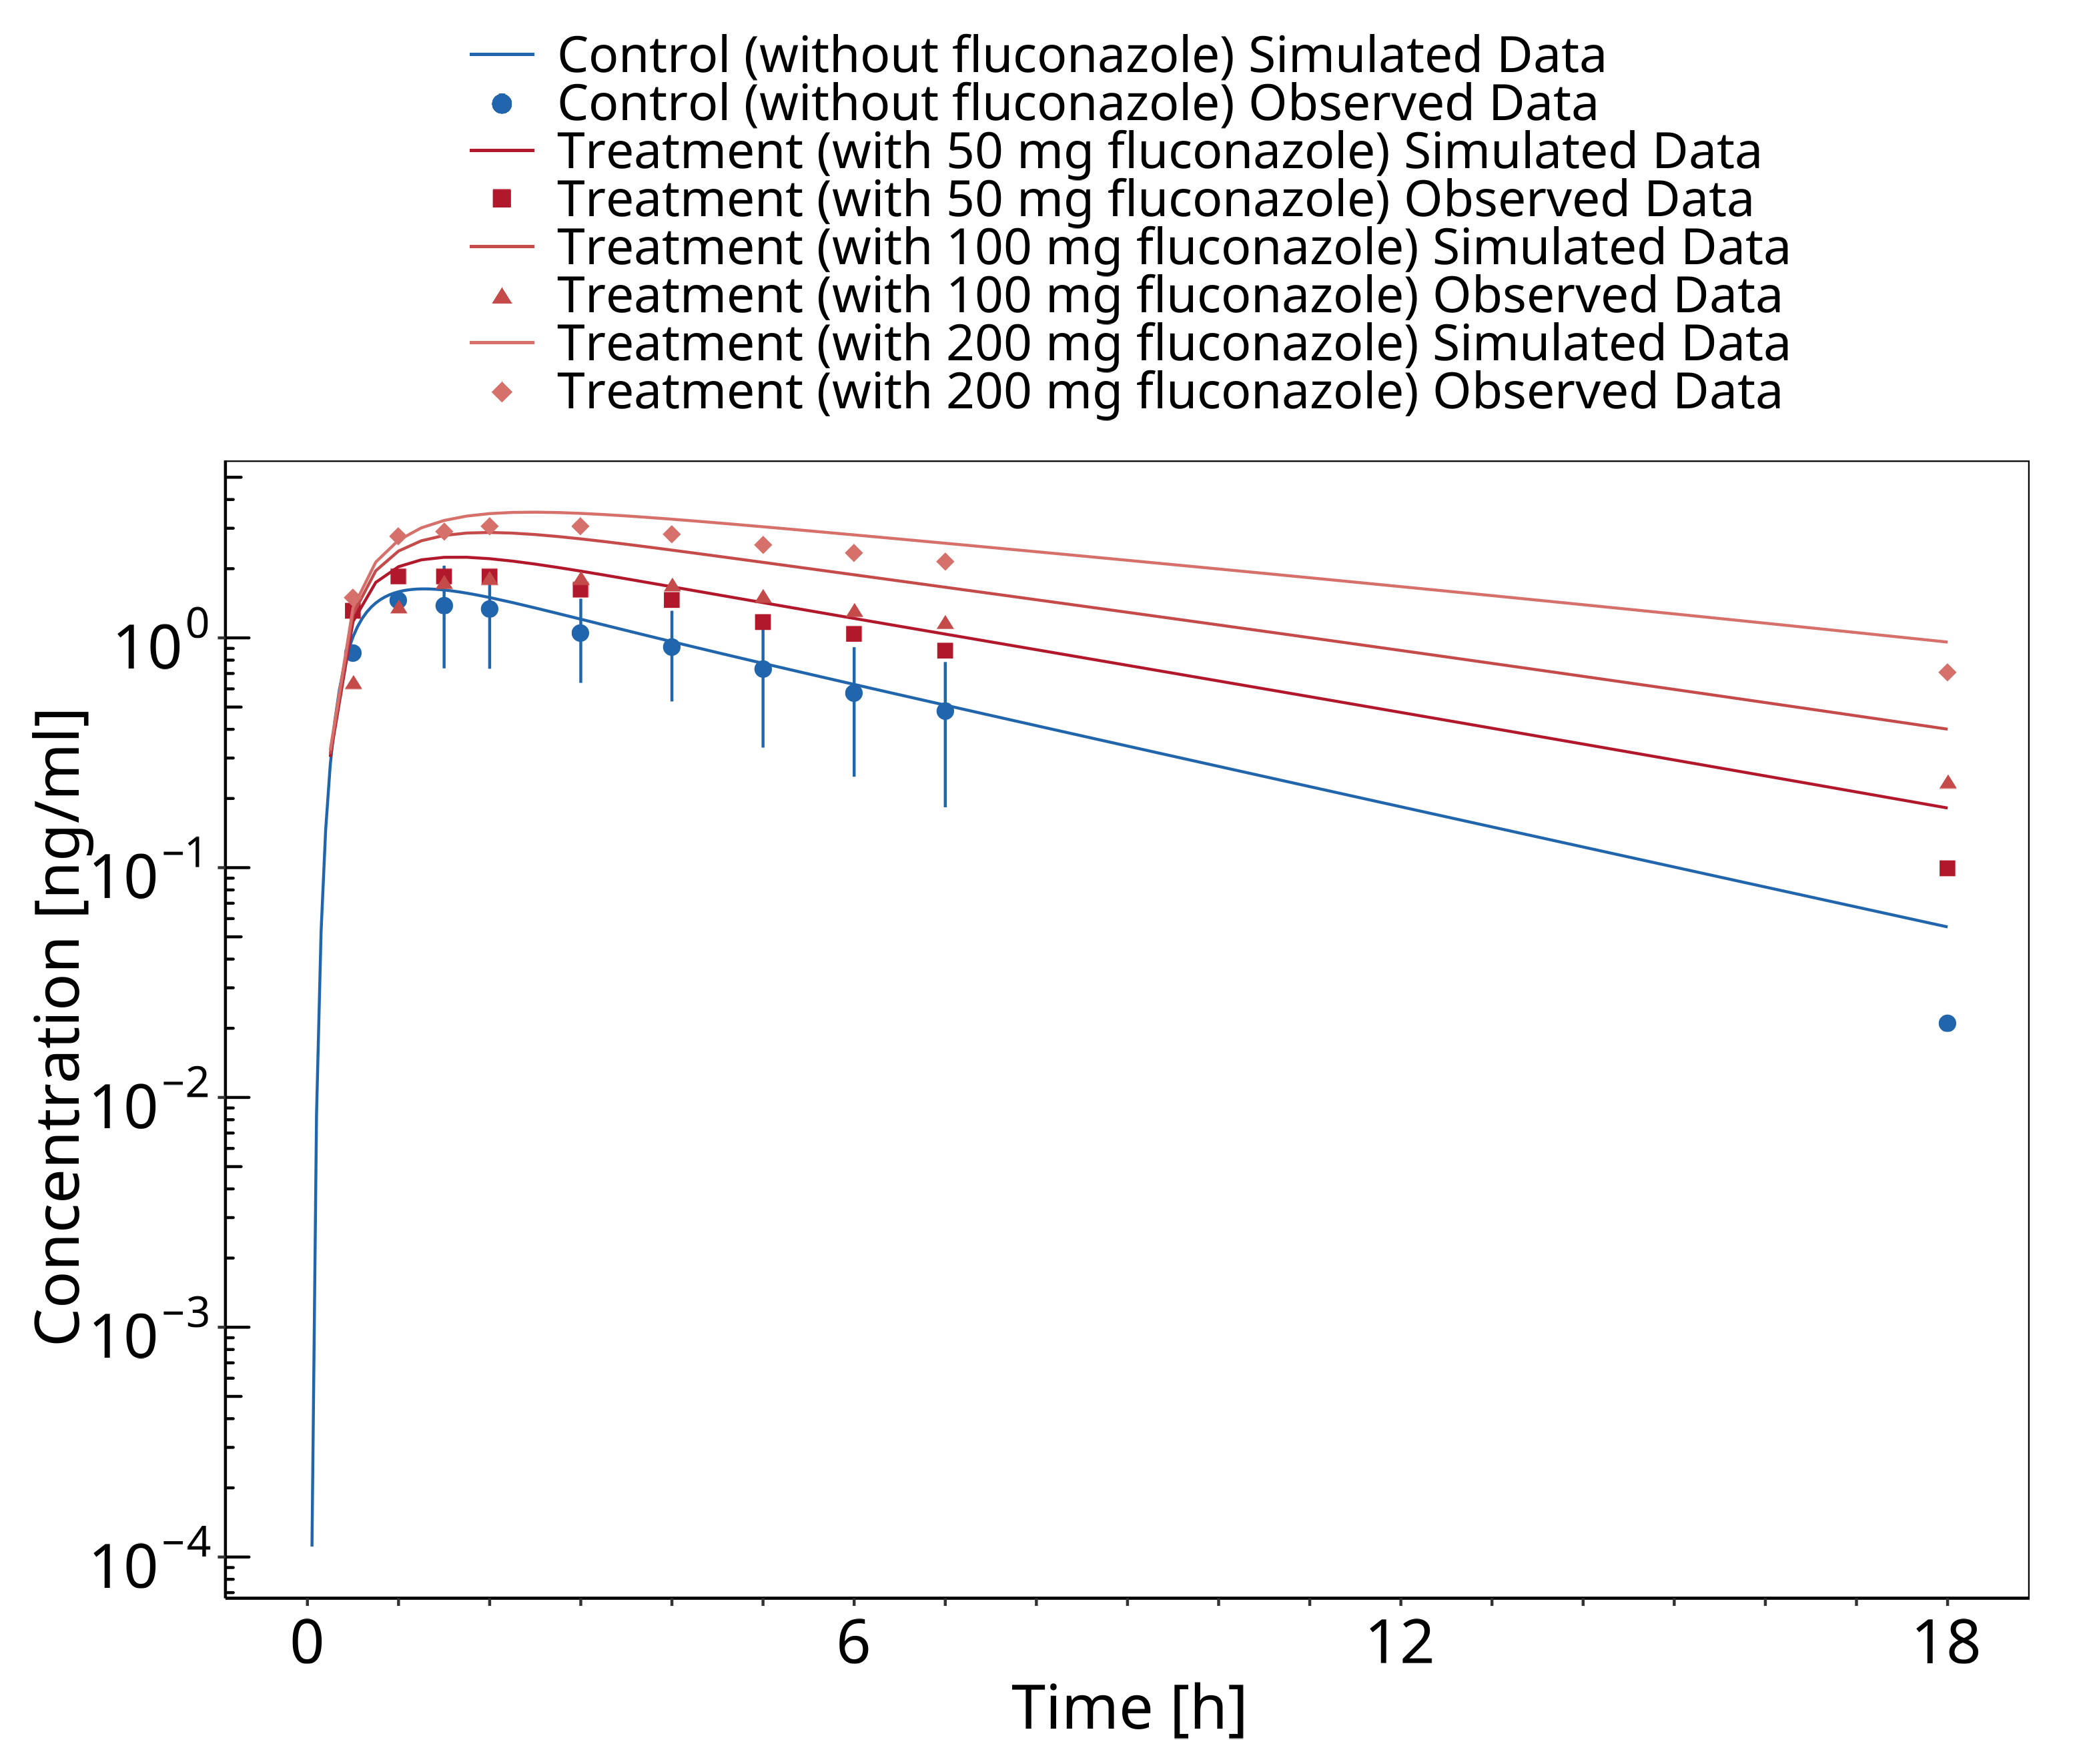 Control (without fluconazole) Simulated Data
Control (without fluconazole) Observed Data
Treatment (with 50 mg fluconazole) Simulated Data
Treatment (with 50 mg fluconazole) Observed Data
Treatment (with 100 mg fluconazole) Simulated Data
Treatment (with 100 mg fluconazole) Observed Data
Treatment (with 200 mg fluconazole) Simulated Data
Treatment (with 200 mg fluconazole) Observed Data
Concentration [ng/ml]
10⁰
10⁻¹
10⁻²
10⁻³
10⁻⁴
0 6 12 18
Time [h]